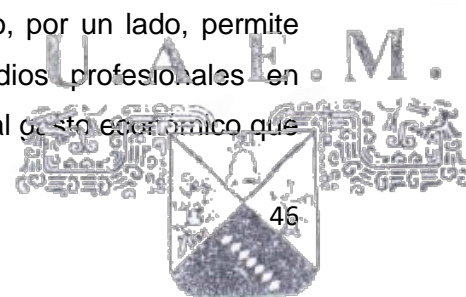 o, por un lado, permite
U . A . E . M .
dios profesionales en
al gasto económico que
46